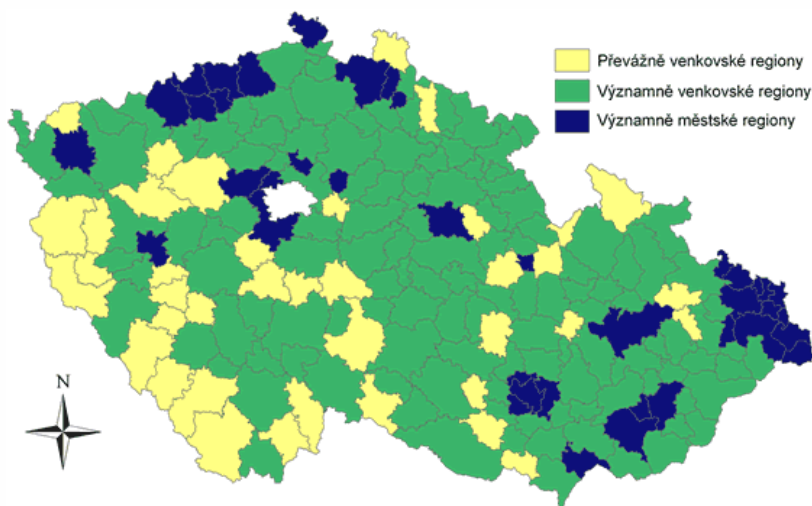 Převážně venkovské regiony
Významně venkovské regiony
Významně městské regiony
N